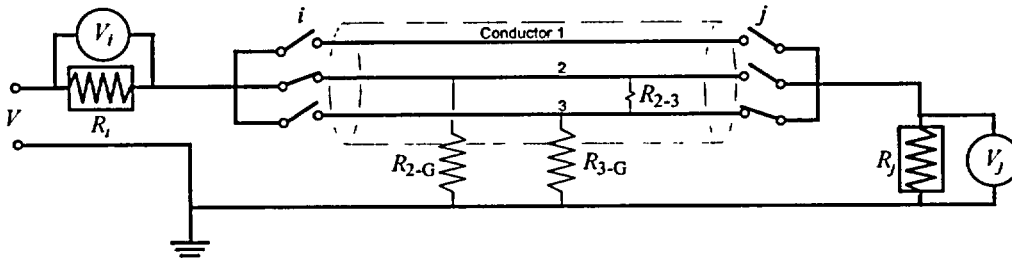 i
j
V_i
Conductor 1
2
3
R_i
V
R_2-3
R_2-G
R_3-G
R_j
V_j